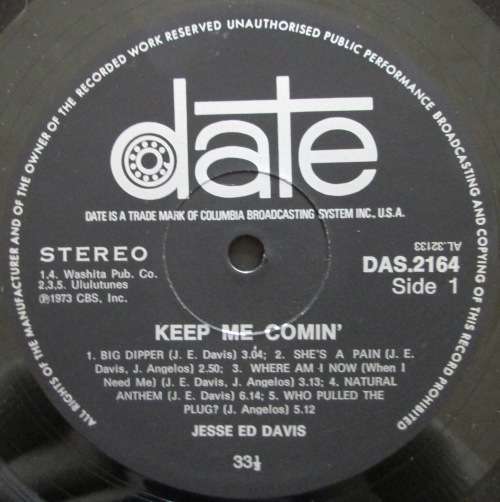 ALL RIGHTS OF THE MANUFACTURER AND OF THE OWNER OF THE RECORDED WORK RESERVED UNAUTHORISED PUBLIC PERFORMANCE BROADCASTING AND COPYING OF THIS RECORD PROHIBITED
date
DATE IS A TRADE MARK OF COLUMBIA BROADCASTING SYSTEM INC., U.S.A.
AL.32133
STEREO
DAS.2164
1,4. Washita Pub. Co.
Side 1
2,3,5. Ululutunes
℗1973 CBS, Inc.
KEEP ME COMIN'
1. BIG DIPPER (J. E. Davis) 3.04; 2. SHE'S A PAIN (J. E.
Davis, J. Angelos) 2.50; 3. WHERE AM I NOW (When I
Need Me) (J. E. Davis, J. Angelos) 3.13; 4. NATURAL
ANTHEM (J. E. Davis) 6.14; 5. WHO PULLED THE
PLUG? (J. Angelos) 5.12
JESSE ED DAVIS
33⅓